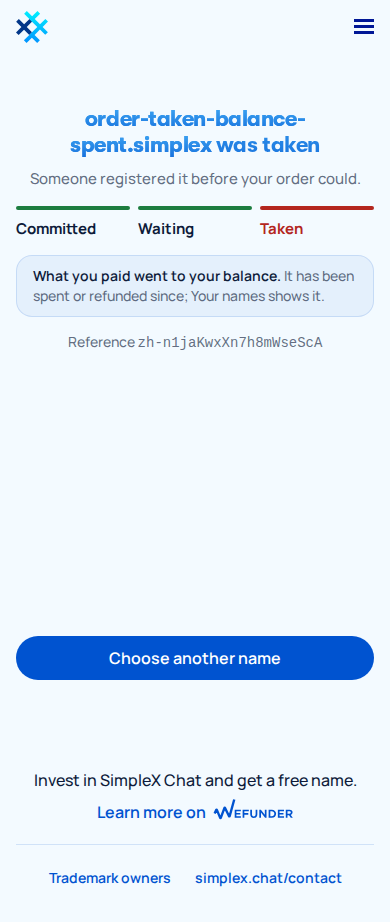 order-taken-balance-
spent.simplex was taken
Someone registered it before your order could.
Committed
Waiting
Taken
What you paid went to your balance. It has been
spent or refunded since; Your names shows it.
Reference zh-n1jaKwxXn7h8mWseScA
Choose another name
Invest in SimpleX Chat and get a free name.
Learn more on WEFUNDER
Trademark owners
simplex.chat/contact